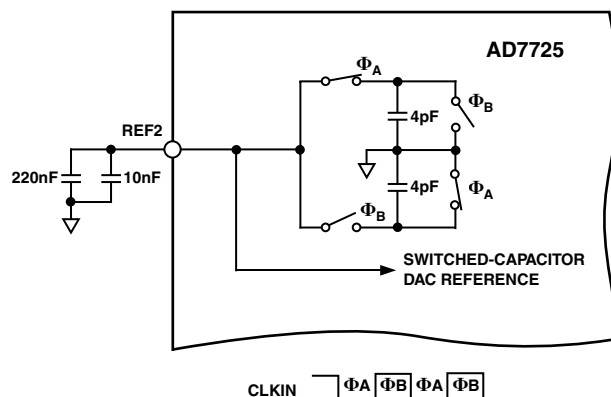 AD7725
ΦA
ΦB
REF2
4pF
220nF 10nF
4pF
ΦB
ΦA
SWITCHED-CAPACITOR
DAC REFERENCE
CLKIN ΦA ΦB ΦA ΦB